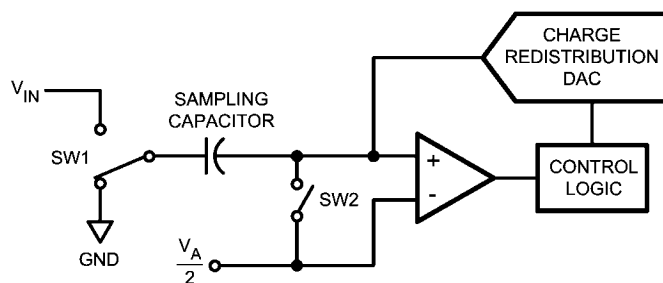 CHARGE
REDISTRIBUTION
DAC
VIN
SAMPLING
CAPACITOR
SW1
+
-
CONTROL
LOGIC
SW2
GND
VA
2